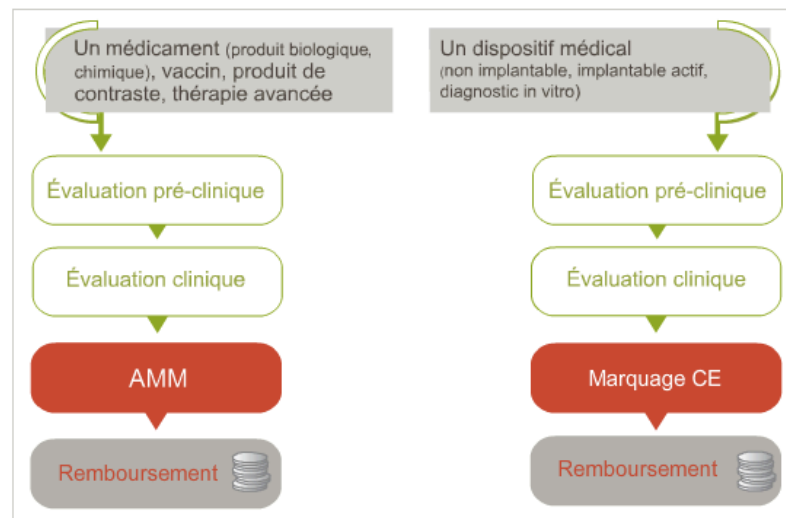 Un médicament (produit biologique,
chimique), vaccin, produit de
contraste, thérapie avancée
Évaluation pré-clinique
Évaluation clinique
AMM
Remboursement
Un dispositif médical
(non implantable, implantable actif,
diagnostic in vitro)
Évaluation pré-clinique
Évaluation clinique
Marquage CE
Remboursement